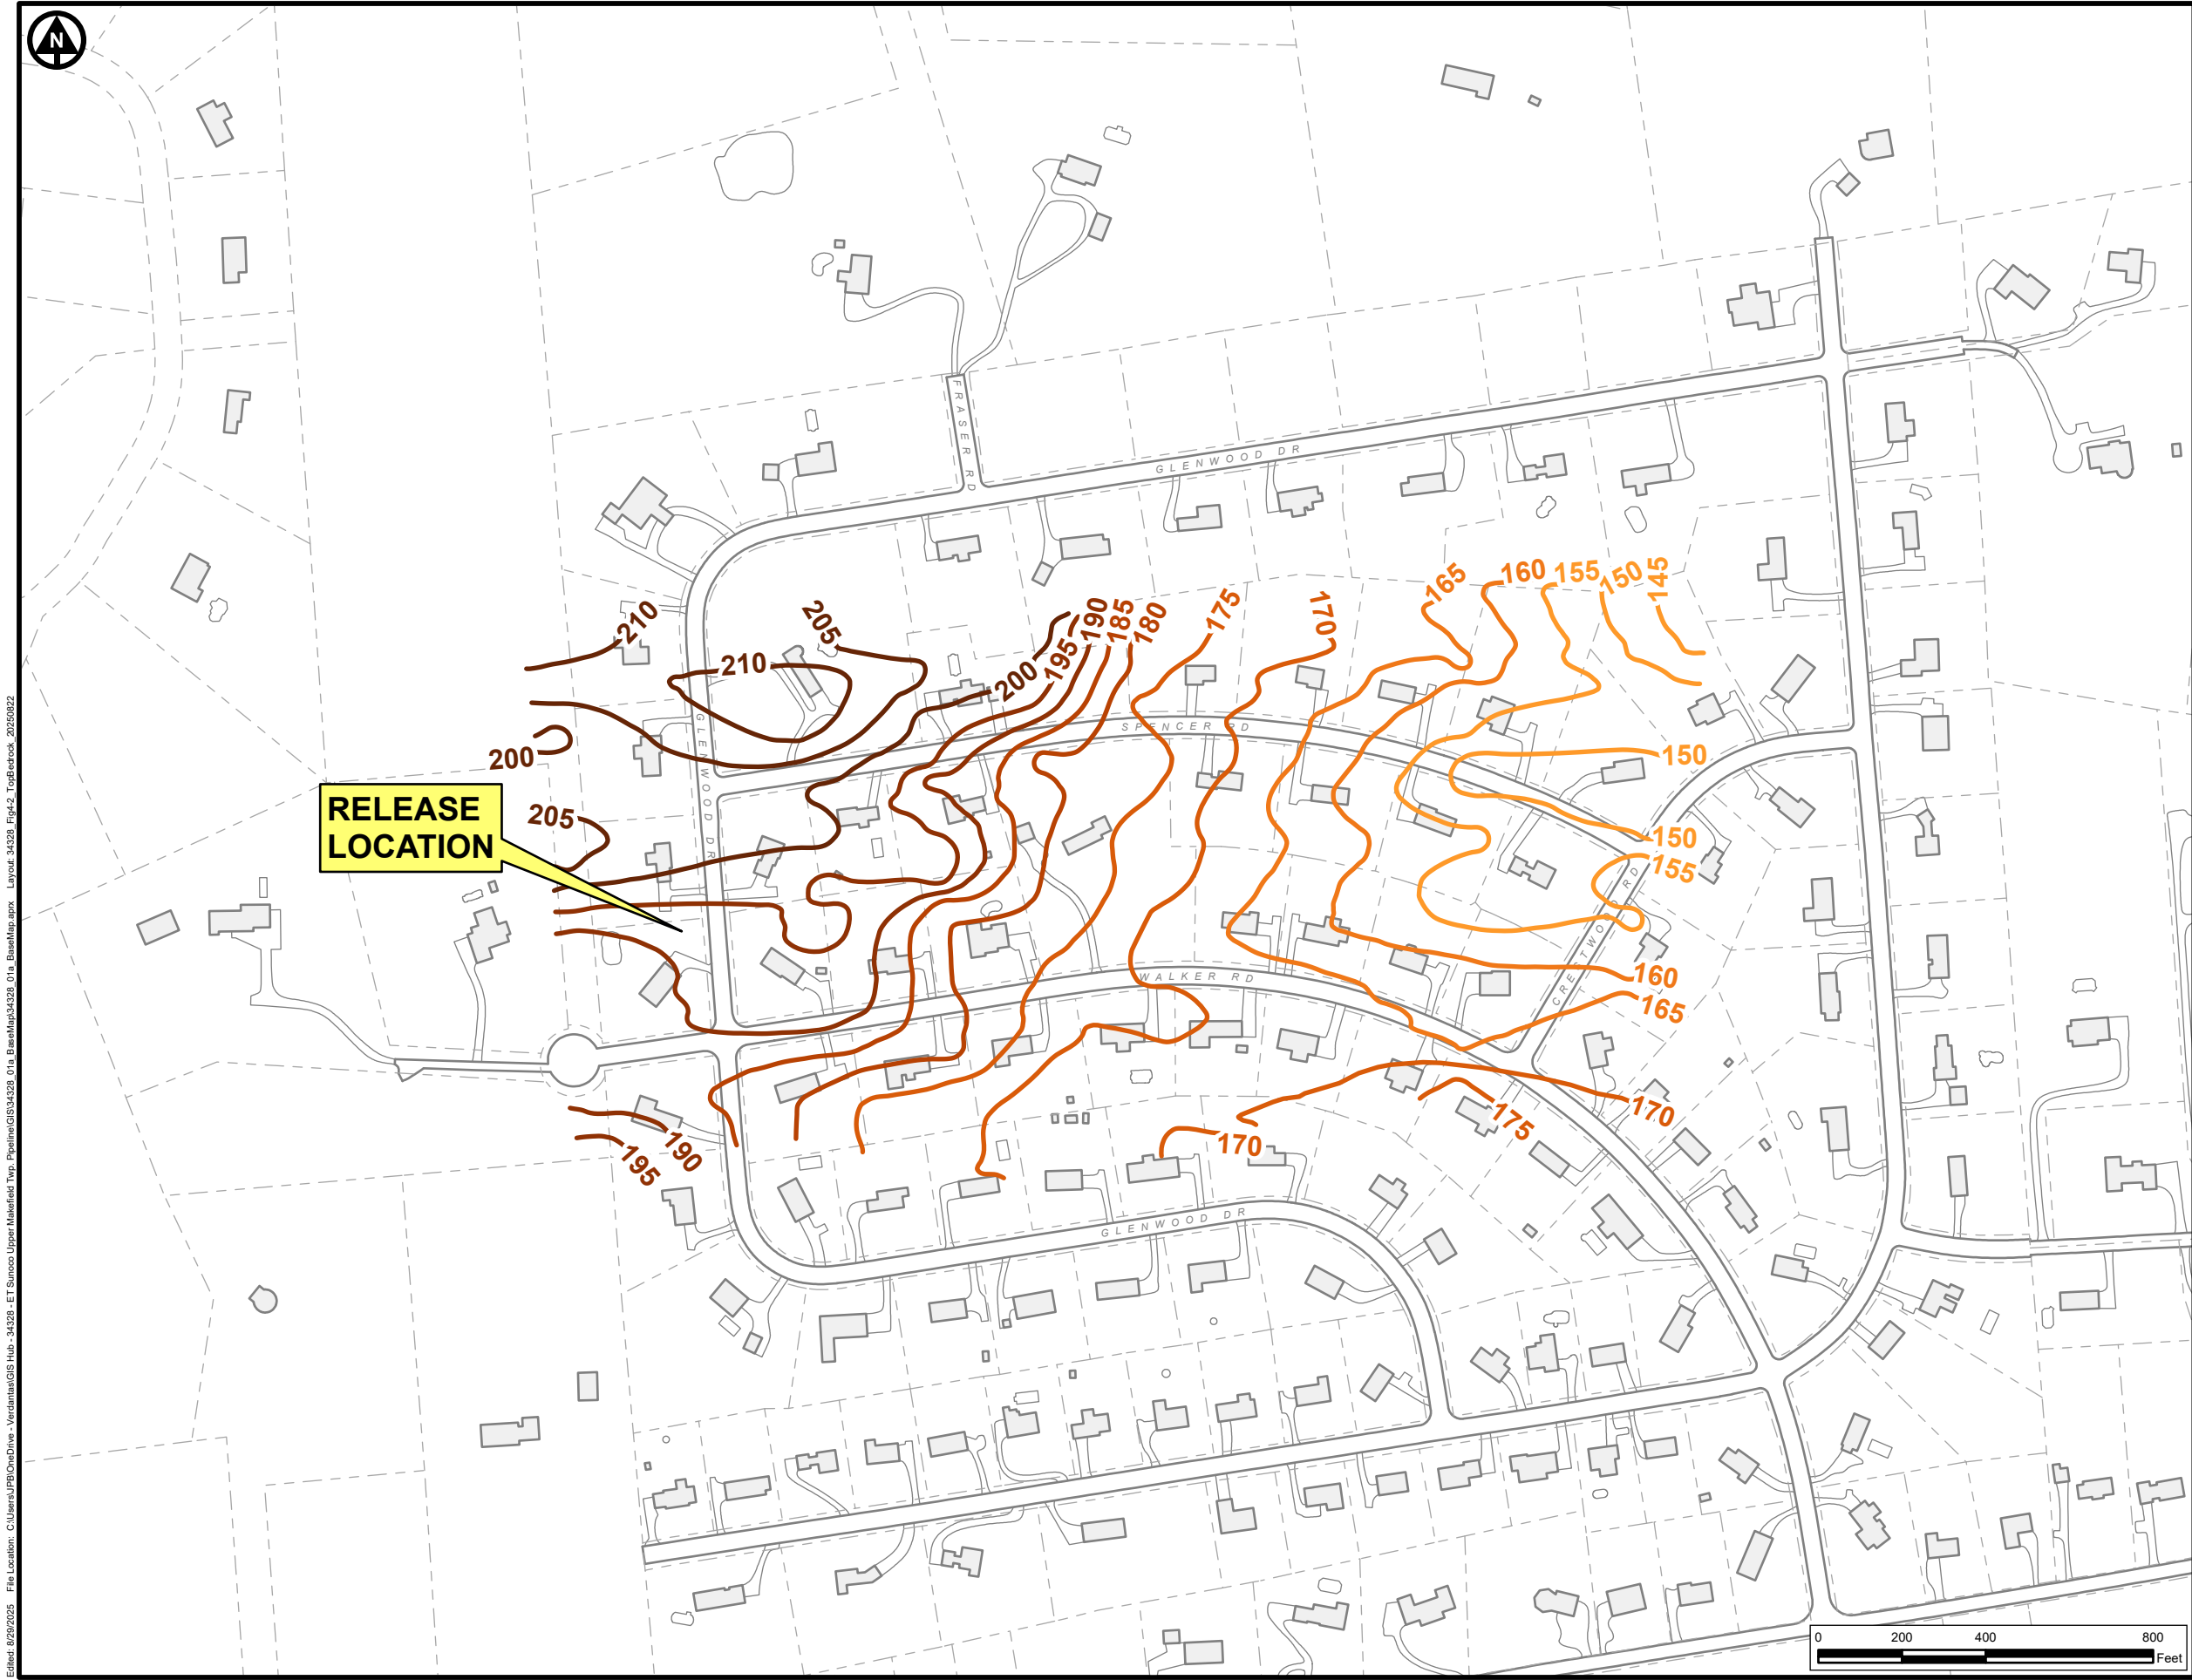 N
FRASER RD
GLENWOOD DR
165
160
155
150
145
210
205
190
185
180
175
170
195
200
210
SPENCER RD
GLENWOOD DR
200
150
RELEASE
LOCATION
205
150
155
CRESTWOOD RD
WALKER RD
160
165
190
195
170
175
170
GLENWOOD DR
0 200 400 800
Feet
Edited: 8/29/2025 File Location: C:\Users\JPB\OneDrive - Verdantas\GIS Hub - 34328 - ET Sunoco Upper Makefield Twp. Pipeline\GIS\34328_01a_BaseMap\34328_01a_BaseMap.aprx Layout: 34328_Fig4-2_TopBedrock_20250822